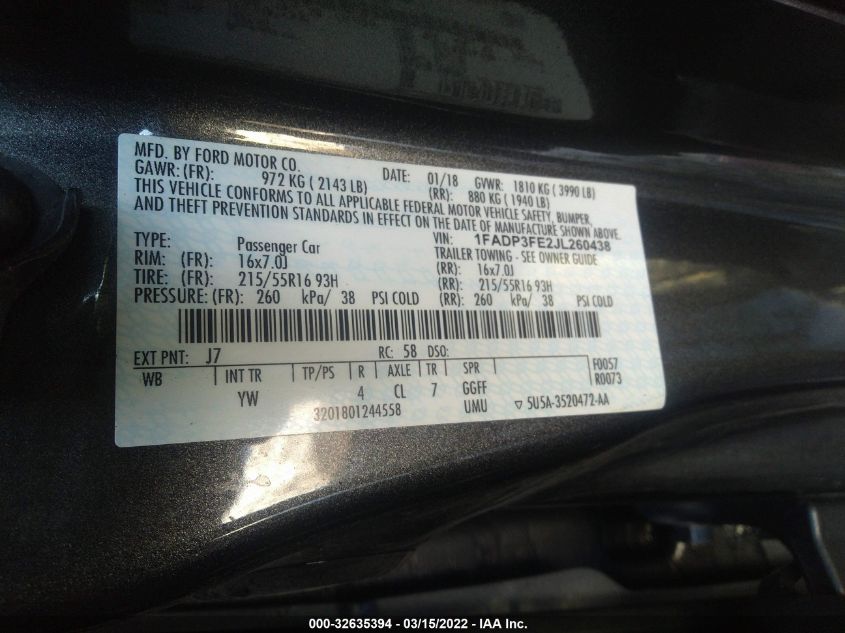 MFD. BY FORD MOTOR CO.
DATE: 01/18 GVWR: 1810 KG ( 3990 LB)
GAWR: (FR): 972 KG ( 2143 LB) (RR): 880 KG ( 1940 LB)
THIS VEHICLE CONFORMS TO ALL APPLICABLE FEDERAL MOTOR VEHICLE SAFETY, BUMPER,
AND THEFT PREVENTION STANDARDS IN EFFECT ON THE DATE OF MANUFACTURE SHOWN ABOVE.
VIN: 1FADP3FE2JL260438
TYPE: Passenger Car TRAILER TOWING - SEE OWNER GUIDE
RIM: (FR): 16x7.0J (RR): 16x7.0J
TIRE: (FR): 215/55R16 93H (RR): 215/55R16 93H
PRESSURE: (FR): 260 kPa/ 38 PSI COLD (RR): 260 kPa/ 38 PSI COLD
EXT PNT: J7 RC: 58 DSO: F0057
WB INT TR TP/PS R AXLE TR SPR R0073
YW 4 CL 7 GGFF
3201801244558 UMU ▽ 5U5A-3520472-AA
000-32635394 - 03/15/2022 - IAA Inc.